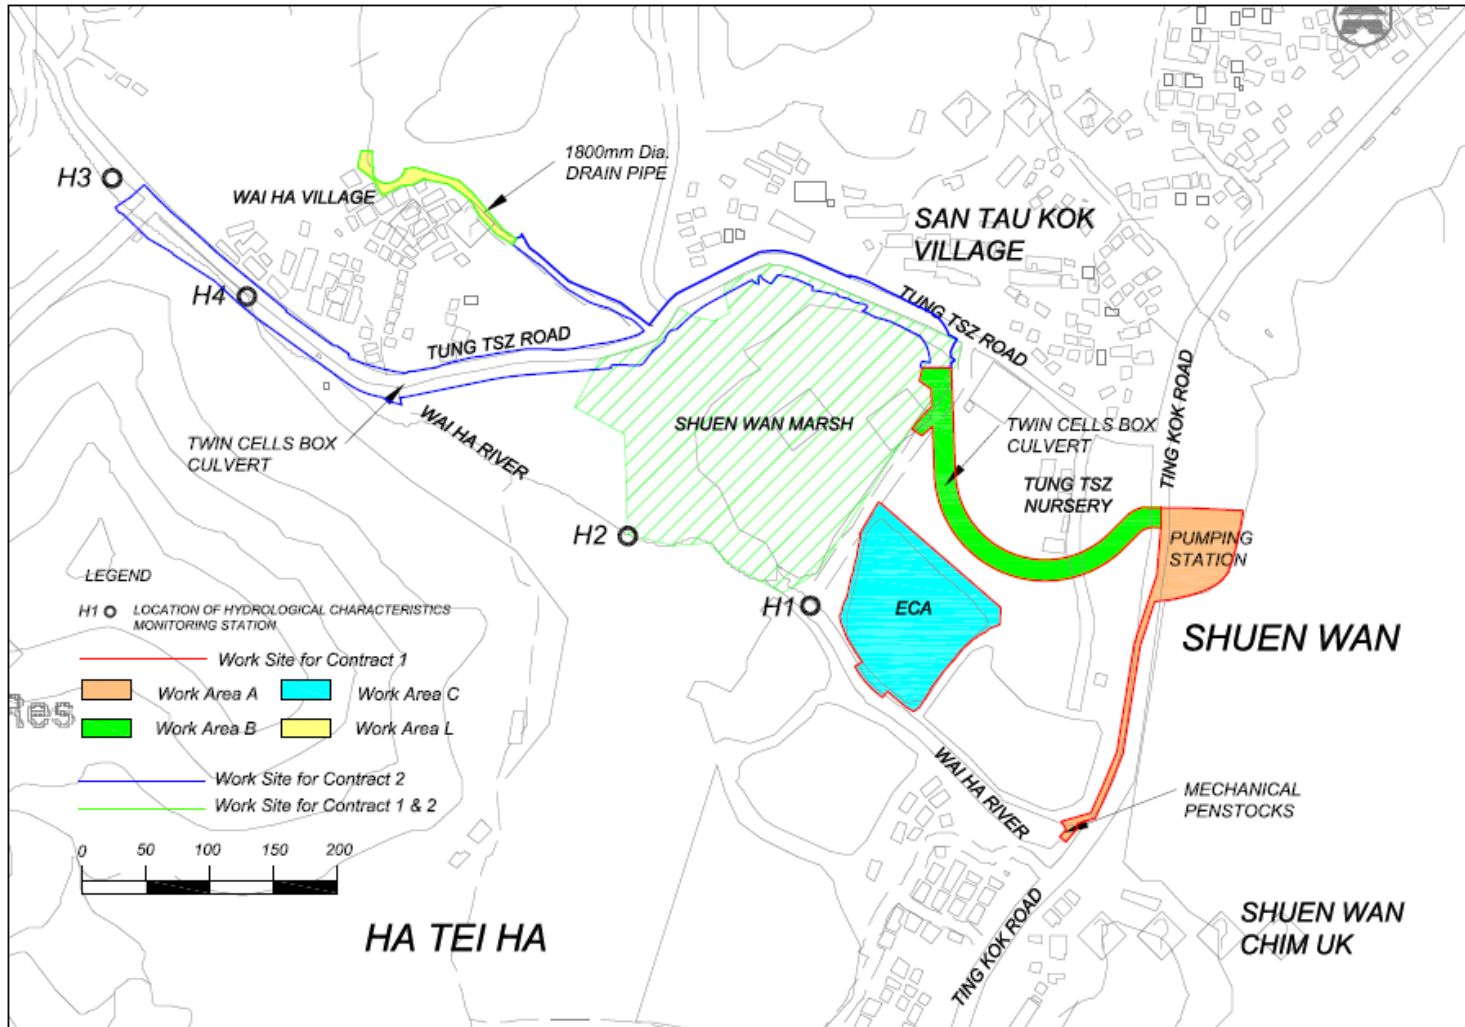 1800mm Dia.
DRAIN PIPE
H3
WAI HA VILLAGE
SAN TAU KOK
VILLAGE
H4
TUNG TSZ ROAD
TUNG TSZ ROAD
TING KOK ROAD
WAI HA RIVER
SHUEN WAN MARSH
TWIN CELLS BOX
CULVERT
TWIN CELLS BOX
CULVERT
TUNG TSZ
NURSERY
H2
PUMPING
STATION
LEGEND
H1
LOCATION OF HYDROLOGICAL CHARACTERISTICS
MONITORING STATION
H1
ECA
SHUEN WAN
Work Site for Contract 1
Work Area A
Work Area C
Res
Work Area B
Work Area L
Work Site for Contract 2
Work Site for Contract 1 & 2
WAI HA RIVER
MECHANICAL
PENSTOCKS
0 50 100 150 200
HA TEI HA
TING KOK ROAD
SHUEN WAN
CHIM UK